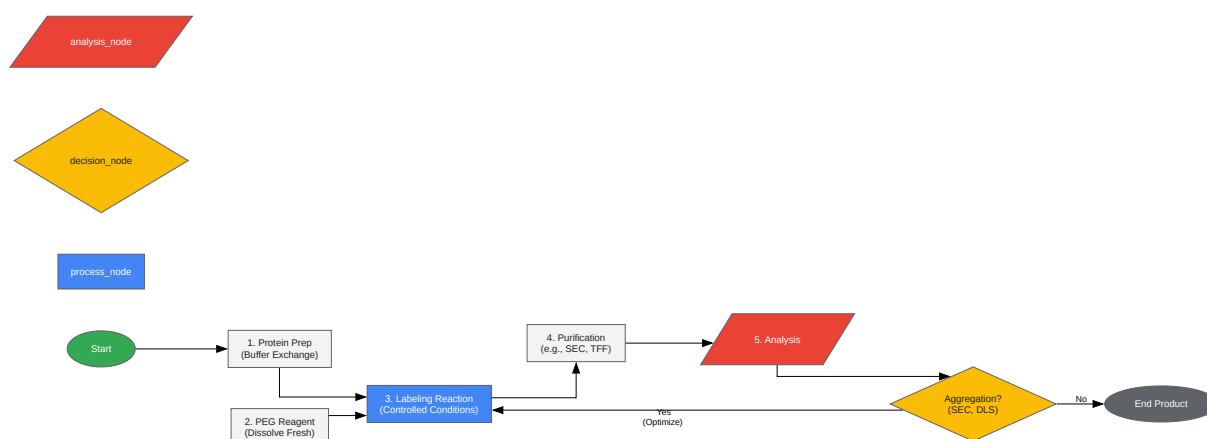 analysis_node
decision_node
process_node
Start
1. Protein Prep
(Buffer Exchange)
2. PEG Reagent
(Dissolve Fresh)
3. Labeling Reaction
(Controlled Conditions)
4. Purification
(e.g., SEC, TFF)
5. Analysis
Aggregation?
(SEC, DLS)
Yes
(Optimize)
No
End Product